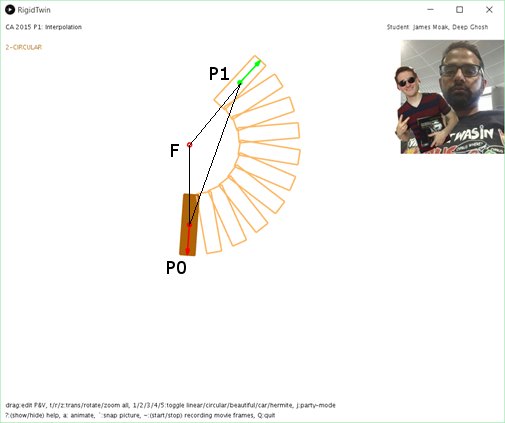 RigidTwin
CA 2015 P1: Interpolation
Student: James Moak, Deep Ghosh
2-CIRCULAR
P1
F
P0
drag:edit P&V, t/r/z:trans/rotate/zoom all, 1/2/3/4/5:toggle linear/circular/beautiful/car/hermite, j:party-mode
?:(show/hide) help, a: animate, `:snap picture, ~:(start/stop) recording movie frames, Q:quit
WASIN